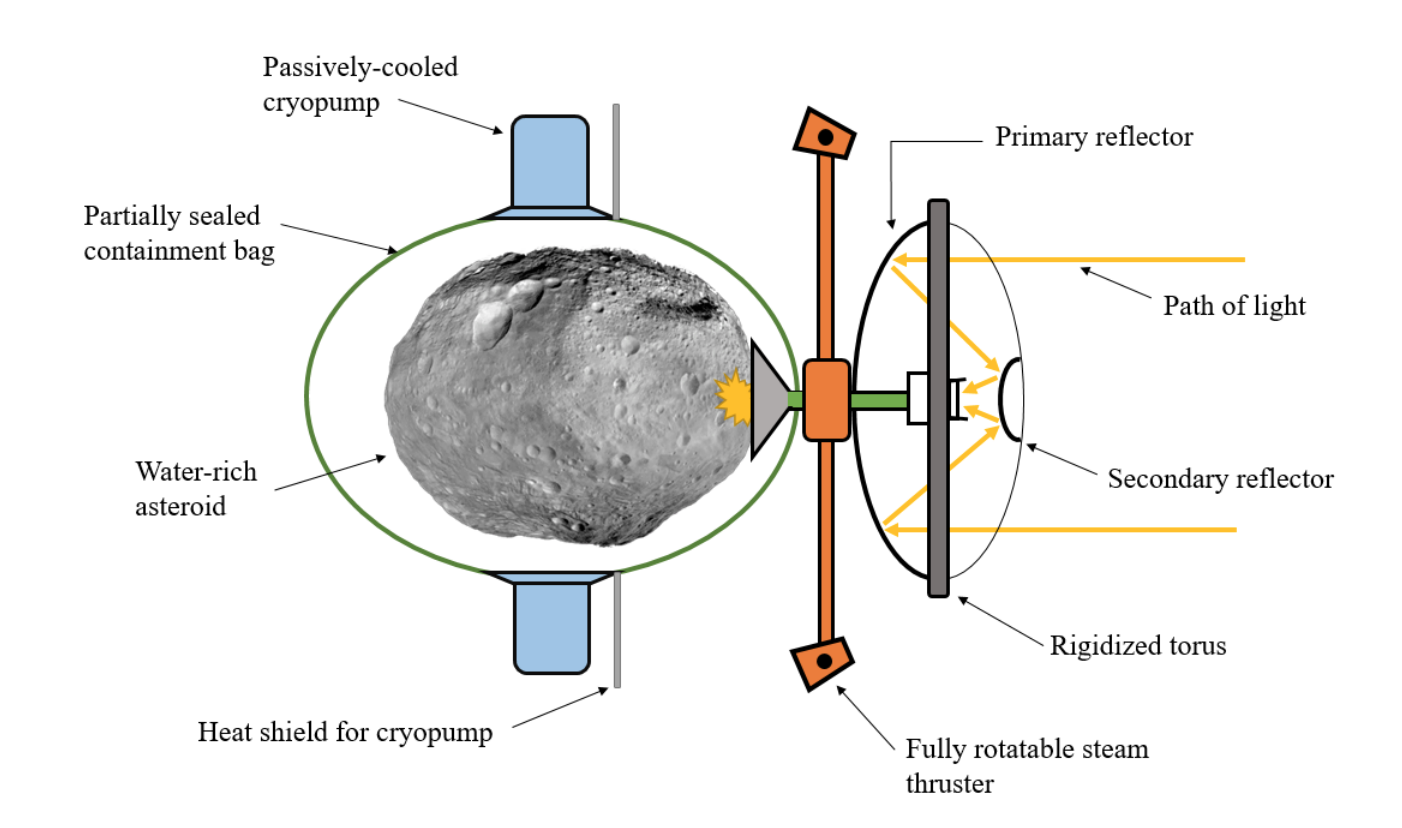 Passively-cooled
cryopump
Primary reflector
Partially sealed
containment bag
Path of light
Water-rich
asteroid
Secondary reflector
Rigidized torus
Heat shield for cryopump
Fully rotatable steam
thruster